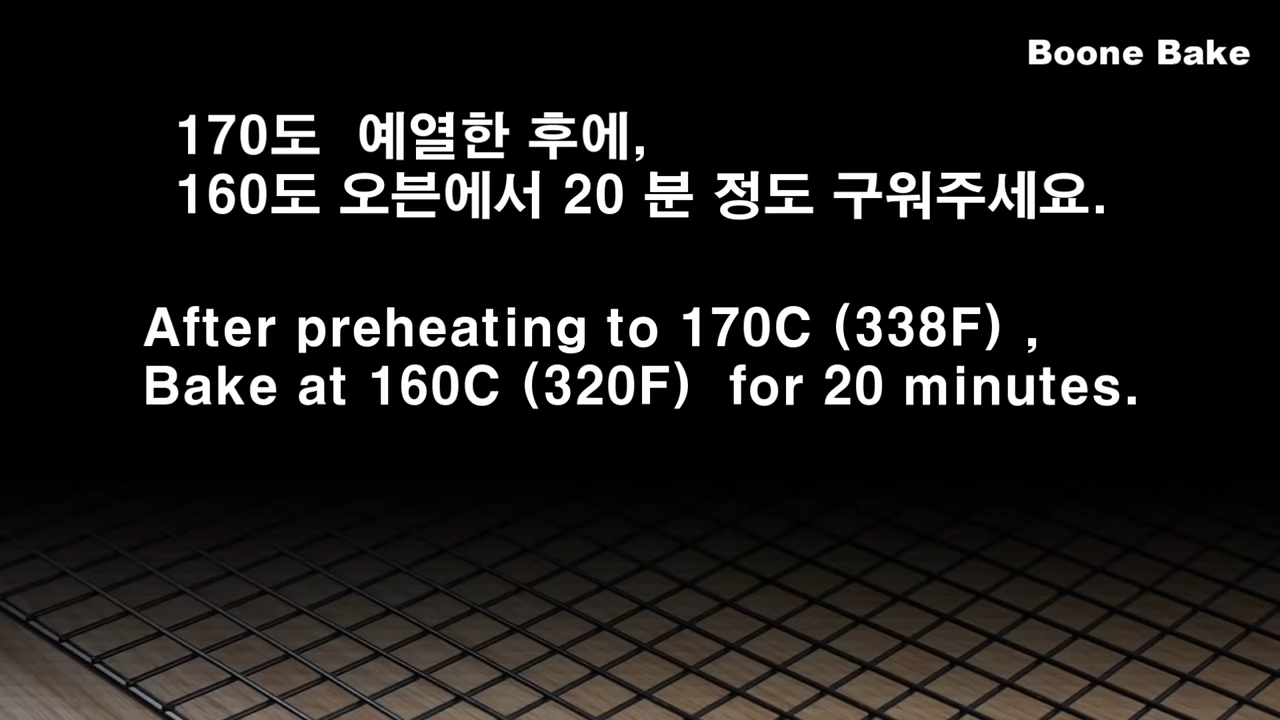 Boone Bake
170도 예열한 후에,
160도 오븐에서 20 분 정도 구워주세요.
After preheating to 170C (338F) ,
Bake at 160C (320F) for 20 minutes.